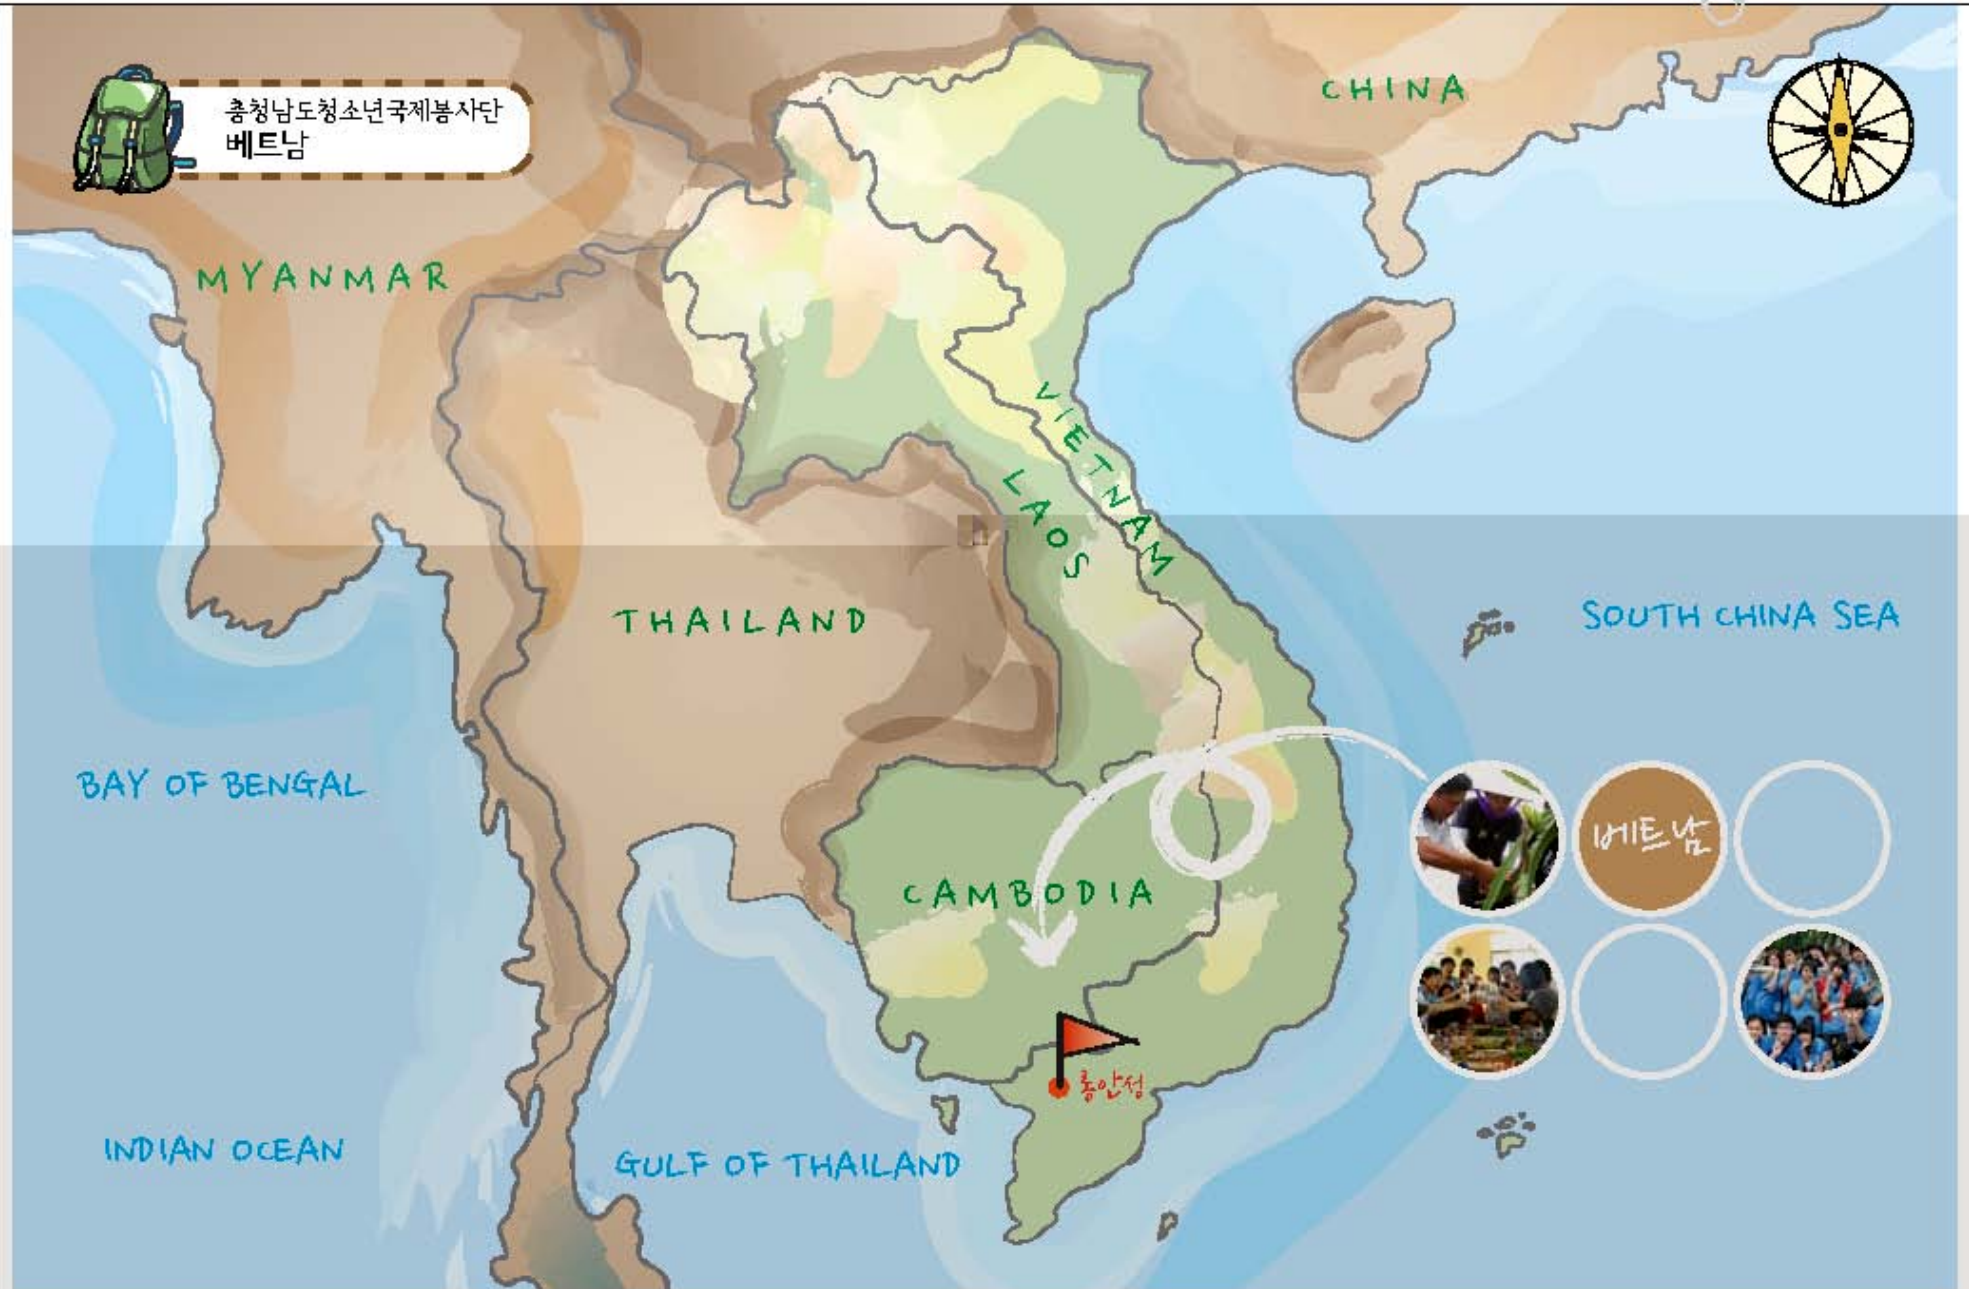 충청남도청소년국제봉사단
베트남
CHINA
MYANMAR
VIETNAM
LAOS
THAILAND
SOUTH CHINA SEA
BAY OF BENGAL
베트남
CAMBODIA
롱안성
INDIAN OCEAN
GULF OF THAILAND